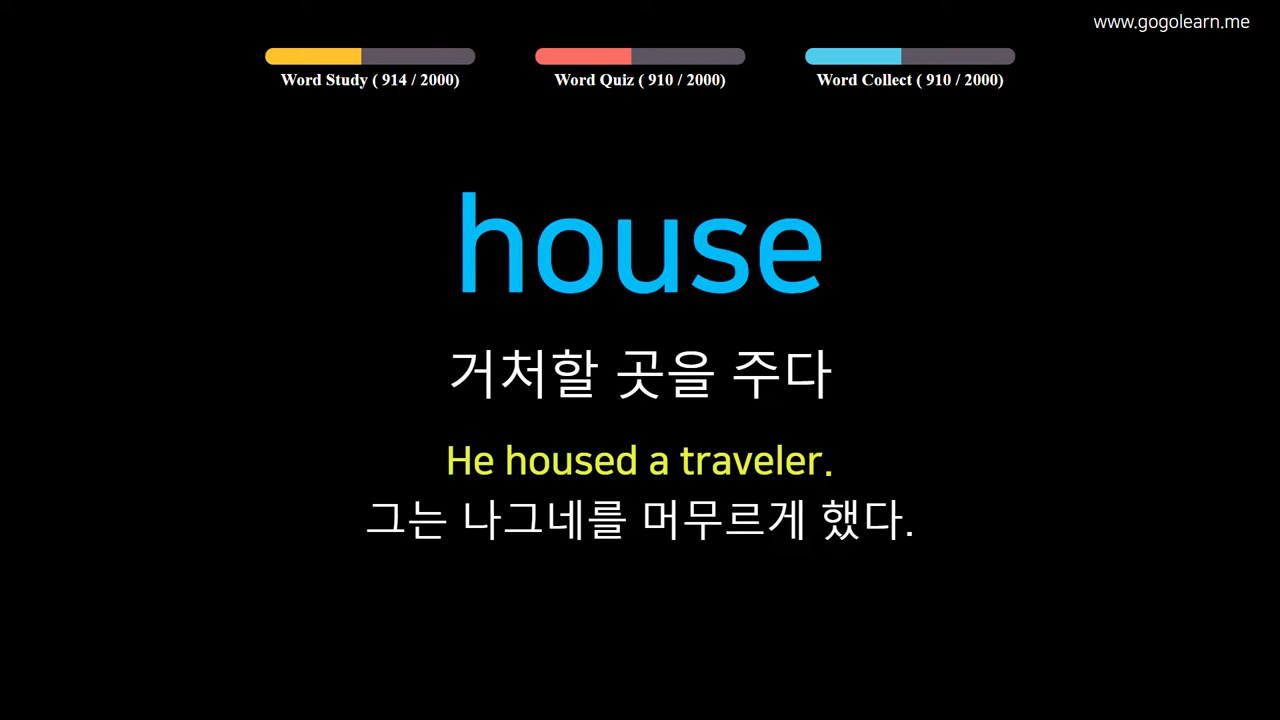 www.gogolearn.me
Word Study ( 914 / 2000)
Word Quiz ( 910 / 2000)
Word Collect ( 910 / 2000)
house
거처할 곳을 주다
He housed a traveler.
그는 나그네를 머무르게 했다.